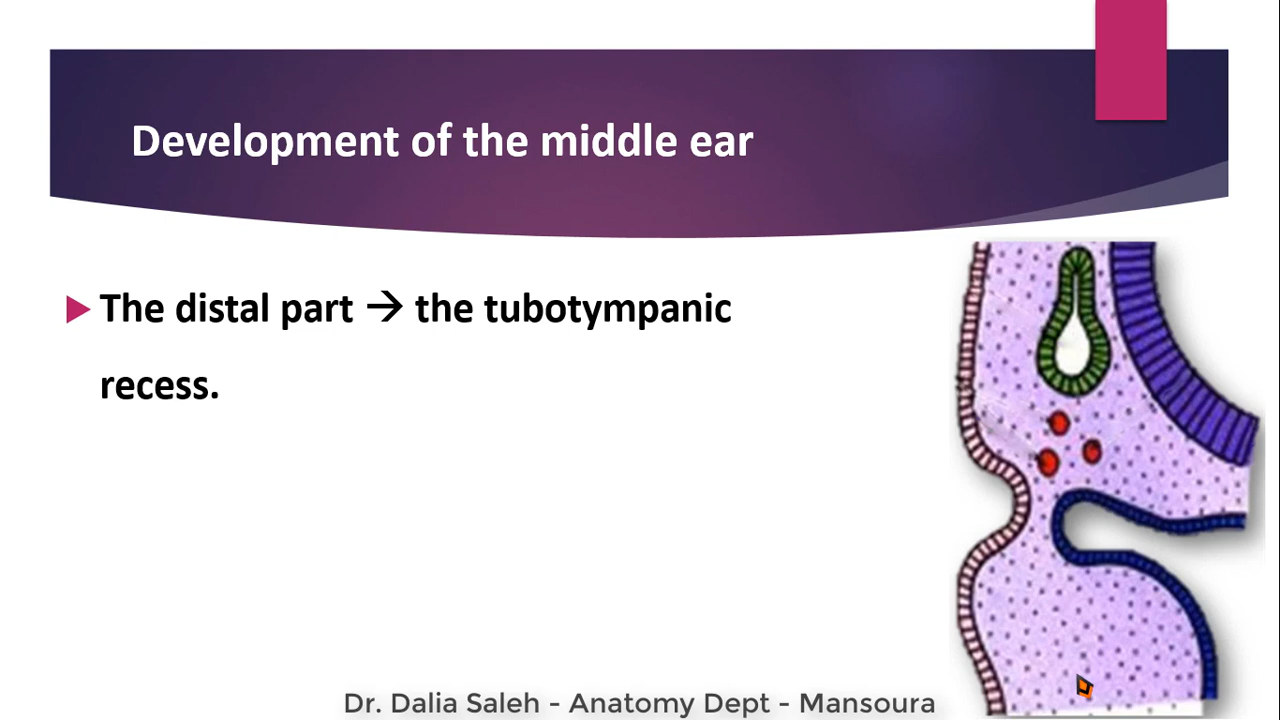 Development of the middle ear
The distal part → the tubotympanic
recess.
Dr. Dalia Saleh - Anatomy Dept - Mansoura